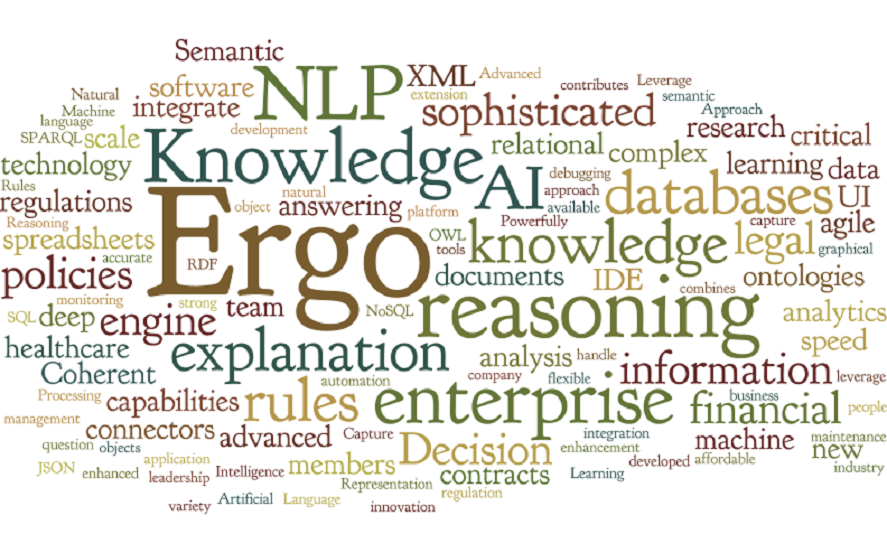 Semantic
NLP
XML
Advanced
Natural
software
extension
contributes
Leverage
Machine
integrate
sophisticated
semantic
Approach
language
development
research
critical
SPARQL
scale
Knowledge
relational
complex
learning
data
technology
AI
debugging
Rules
natural
approach
databases
UI
regulations
Ergo
object
answering
platform
available
Powerfully
capture
agile
Reasoning
spreadsheets
OWL
knowledge
legal
graphical
accurate
RDF
tools
policies
documents
IDE
combines
ontologies
monitoring
strong
team
NoSQL
reasoning
analytics
SQL
deep
engine
speed
healthcare
explanation
analysis
handle
information
Coherent
automation
company
flexible
leverage
Processing
capabilities
rules
enterprise
business
financial
people
management
connectors
advanced
Capture
Decision
integration
machine
maintenance
question
objects
enhancement
new
JSON
enhanced
application
members
developed
affordable
industry
leadership
Intelligence
Representation
contracts
Learning
variety
Artificial
Language
regulation
innovation